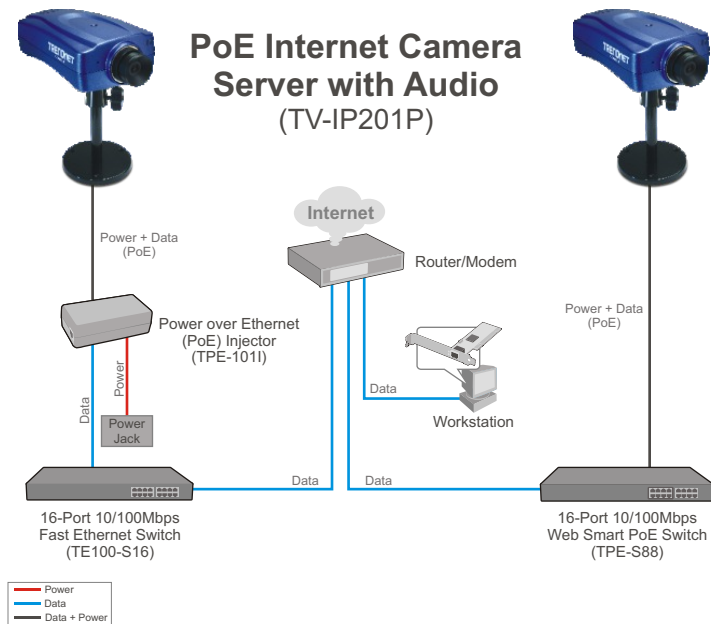 TRENDNET
TRENDNET
PoE Internet Camera
Server with Audio
(TV-IP201P)
Internet
Router/Modem
Power + Data
(PoE)
Power + Data
(PoE)
Power over Ethernet
(PoE) Injector
(TPE-101I)
Data
Power
Power
Jack
Data
Workstation
Data
Data
16-Port 10/100Mbps
Fast Ethernet Switch
(TE100-S16)
16-Port 10/100Mbps
Web Smart PoE Switch
(TPE-S88)
Power
Data
Data + Power